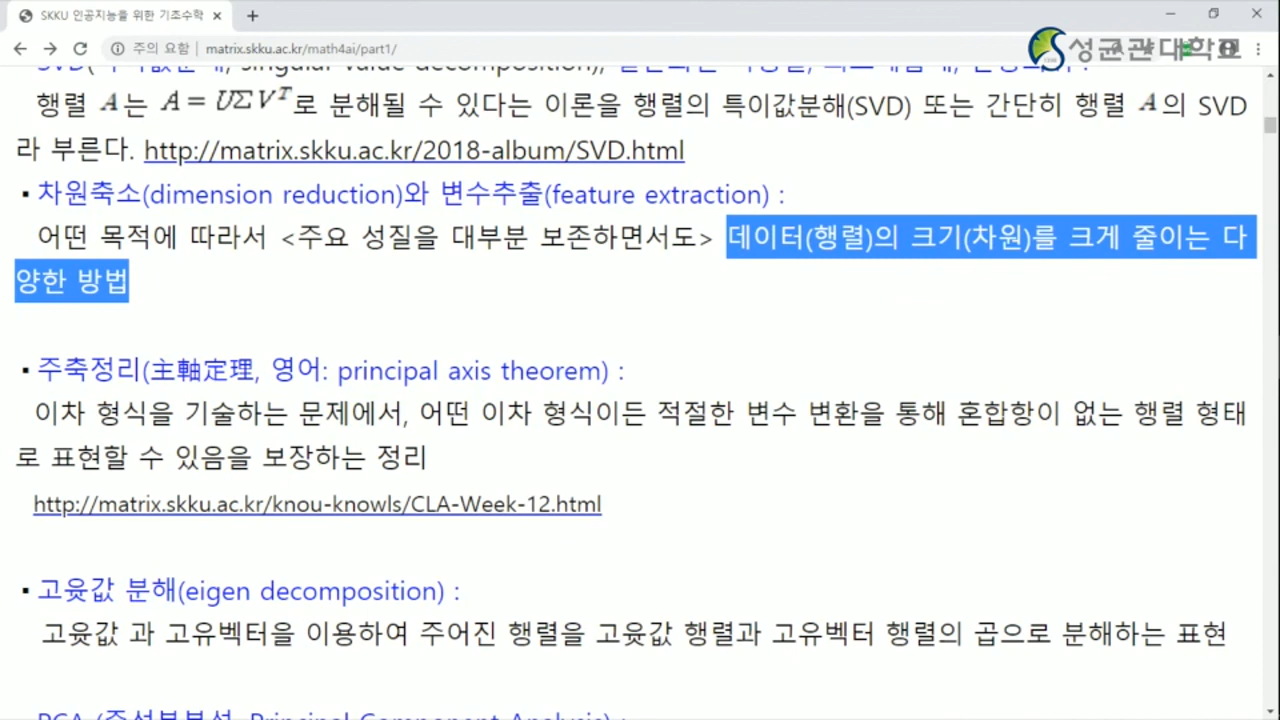 SKKU 인공지능을 위한 기초수학
주의 요함 | matrix.skku.ac.kr/math4ai/part1/
성균관대학교
행렬 A는 A = UΣV^T로 분해될 수 있다는 이론을 행렬의 특이값분해(SVD) 또는 간단히 행렬 A의 SVD
라 부른다. http://matrix.skku.ac.kr/2018-album/SVD.html
▪ 차원축소(dimension reduction)와 변수추출(feature extraction) :
어떤 목적에 따라서 <주요 성질을 대부분 보존하면서도> 데이터(행렬)의 크기(차원)를 크게 줄이는 다
양한 방법
▪ 주축정리(主軸定理, 영어: principal axis theorem) :
이차 형식을 기술하는 문제에서, 어떤 이차 형식이든 적절한 변수 변환을 통해 혼합항이 없는 행렬 형태
로 표현할 수 있음을 보장하는 정리
http://matrix.skku.ac.kr/knou-knowls/CLA-Week-12.html
▪ 고윳값 분해(eigen decomposition) :
고윳값 과 고유벡터을 이용하여 주어진 행렬을 고윳값 행렬과 고유벡터 행렬의 곱으로 분해하는 표현
PCA (주성분분석, Principal Component Analysis) :